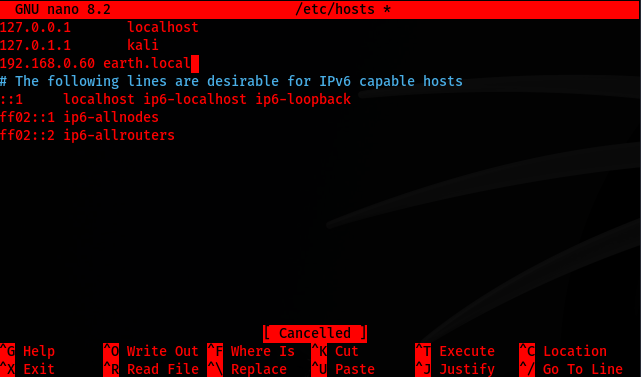 GNU nano 8.2 /etc/hosts *
127.0.0.1 localhost
127.0.1.1 kali
192.168.0.60 earth.local
# The following lines are desirable for IPv6 capable hosts
::1 localhost ip6-localhost ip6-loopback
ff02::1 ip6-allnodes
ff02::2 ip6-allrouters
[ Cancelled ]
^G Help ^O Write Out ^F Where Is ^K Cut ^T Execute ^C Location
^X Exit ^R Read File ^\ Replace ^U Paste ^J Justify ^/ Go To Line